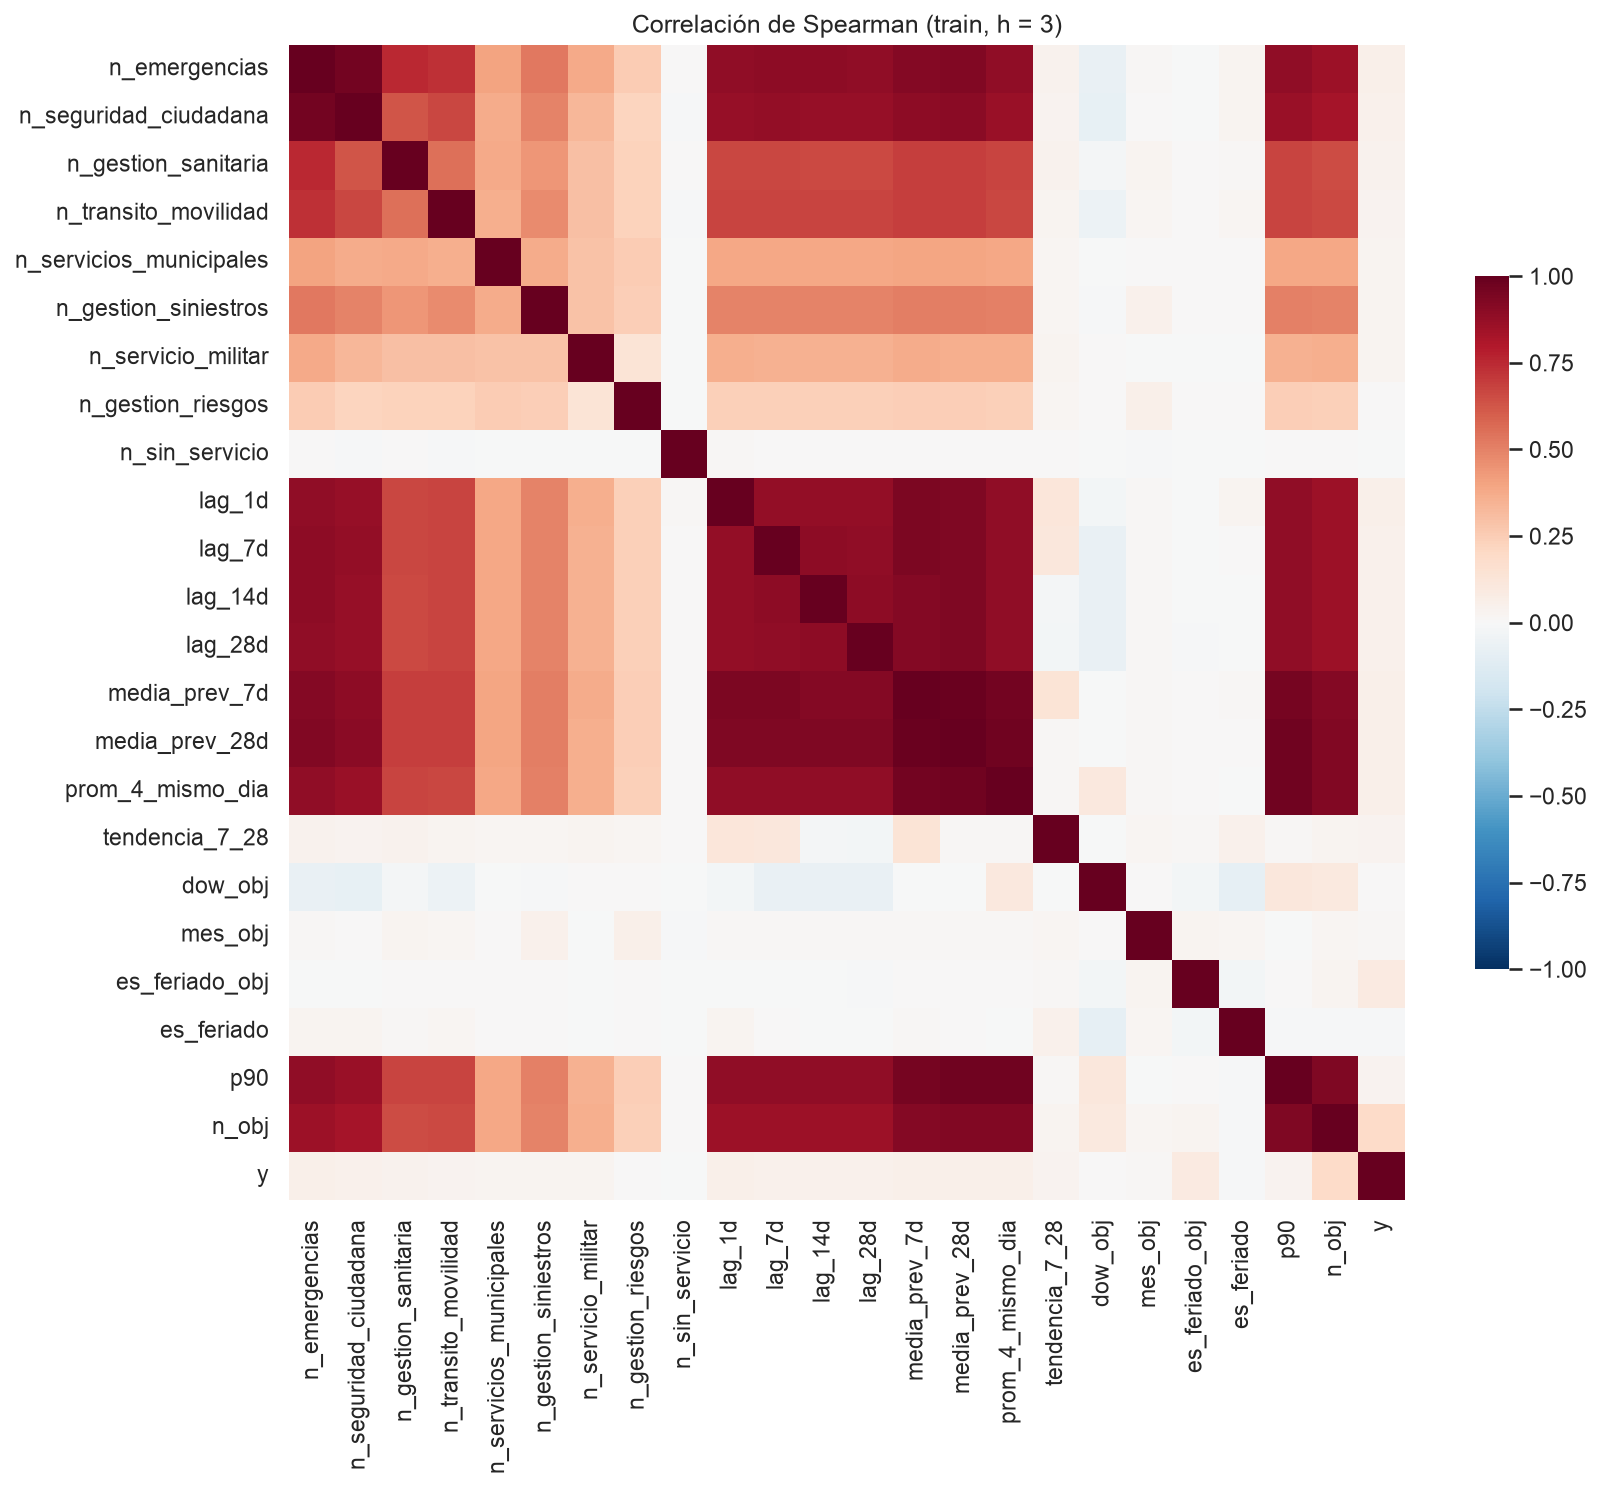 Correlación de Spearman (train, h = 3)
n_emergencias
n_seguridad_ciudadana
n_gestion_sanitaria
n_transito_movilidad
n_servicios_municipales
n_gestion_siniestros
n_servicio_militar
n_gestion_riesgos
n_sin_servicio
lag_1d
lag_7d
lag_14d
lag_28d
media_prev_7d
media_prev_28d
prom_4_mismo_dia
tendencia_7_28
dow_obj
mes_obj
es_feriado_obj
es_feriado
p90
n_obj
y
n_emergencias
n_seguridad_ciudadana
n_gestion_sanitaria
n_transito_movilidad
n_servicios_municipales
n_gestion_siniestros
n_servicio_militar
n_gestion_riesgos
n_sin_servicio
lag_1d
lag_7d
lag_14d
lag_28d
media_prev_7d
media_prev_28d
prom_4_mismo_dia
tendencia_7_28
dow_obj
mes_obj
es_feriado_obj
es_feriado
p90
n_obj
y
1.00
0.75
0.50
0.25
0.00
−0.25
−0.50
−0.75
−1.00